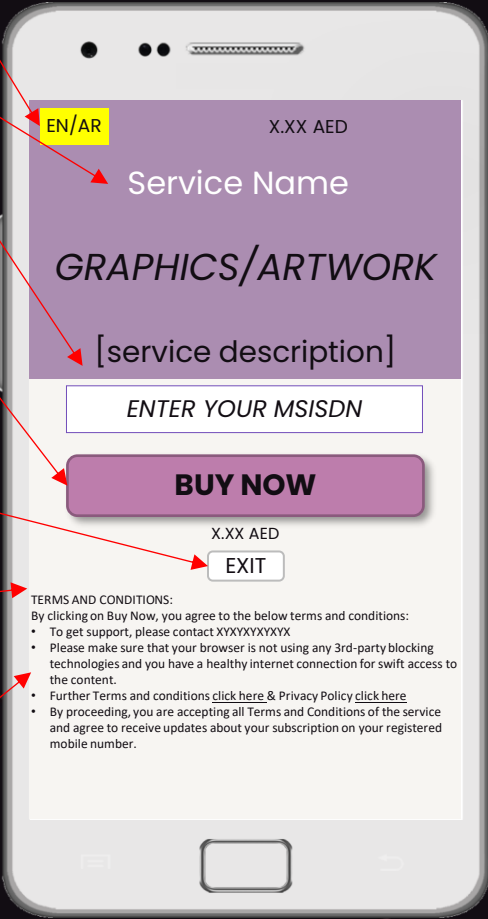 EN/AR
X.XX AED
Service Name
GRAPHICS/ARTWORK
[service description]
ENTER YOUR MSISDN
BUY NOW
X.XX AED
EXIT
TERMS AND CONDITIONS:
By clicking on Buy Now, you agree to the below terms and conditions:
• To get support, please contact XYXYXYXYXYX
• Please make sure that your browser is not using any 3rd-party blocking
technologies and you have a healthy internet connection for swift access to
the content.
• Further Terms and conditions click here & Privacy Policy click here
• By proceeding, you are accepting all Terms and Conditions of the service
and agree to receive updates about your subscription on your registered
mobile number.